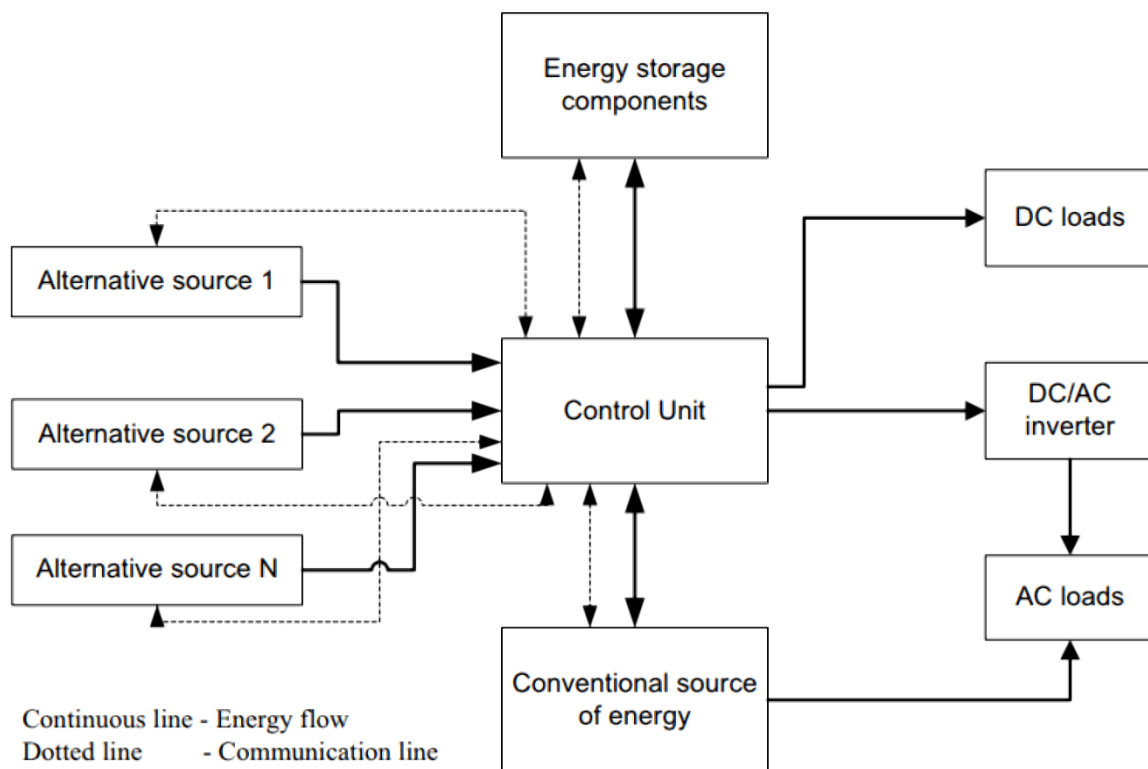 Energy storage
components
DC loads
Alternative source 1
Control Unit
DC/AC
inverter
Alternative source 2
Alternative source N
AC loads
Conventional source
of energy
Continuous line - Energy flow
Dotted line - Communication line